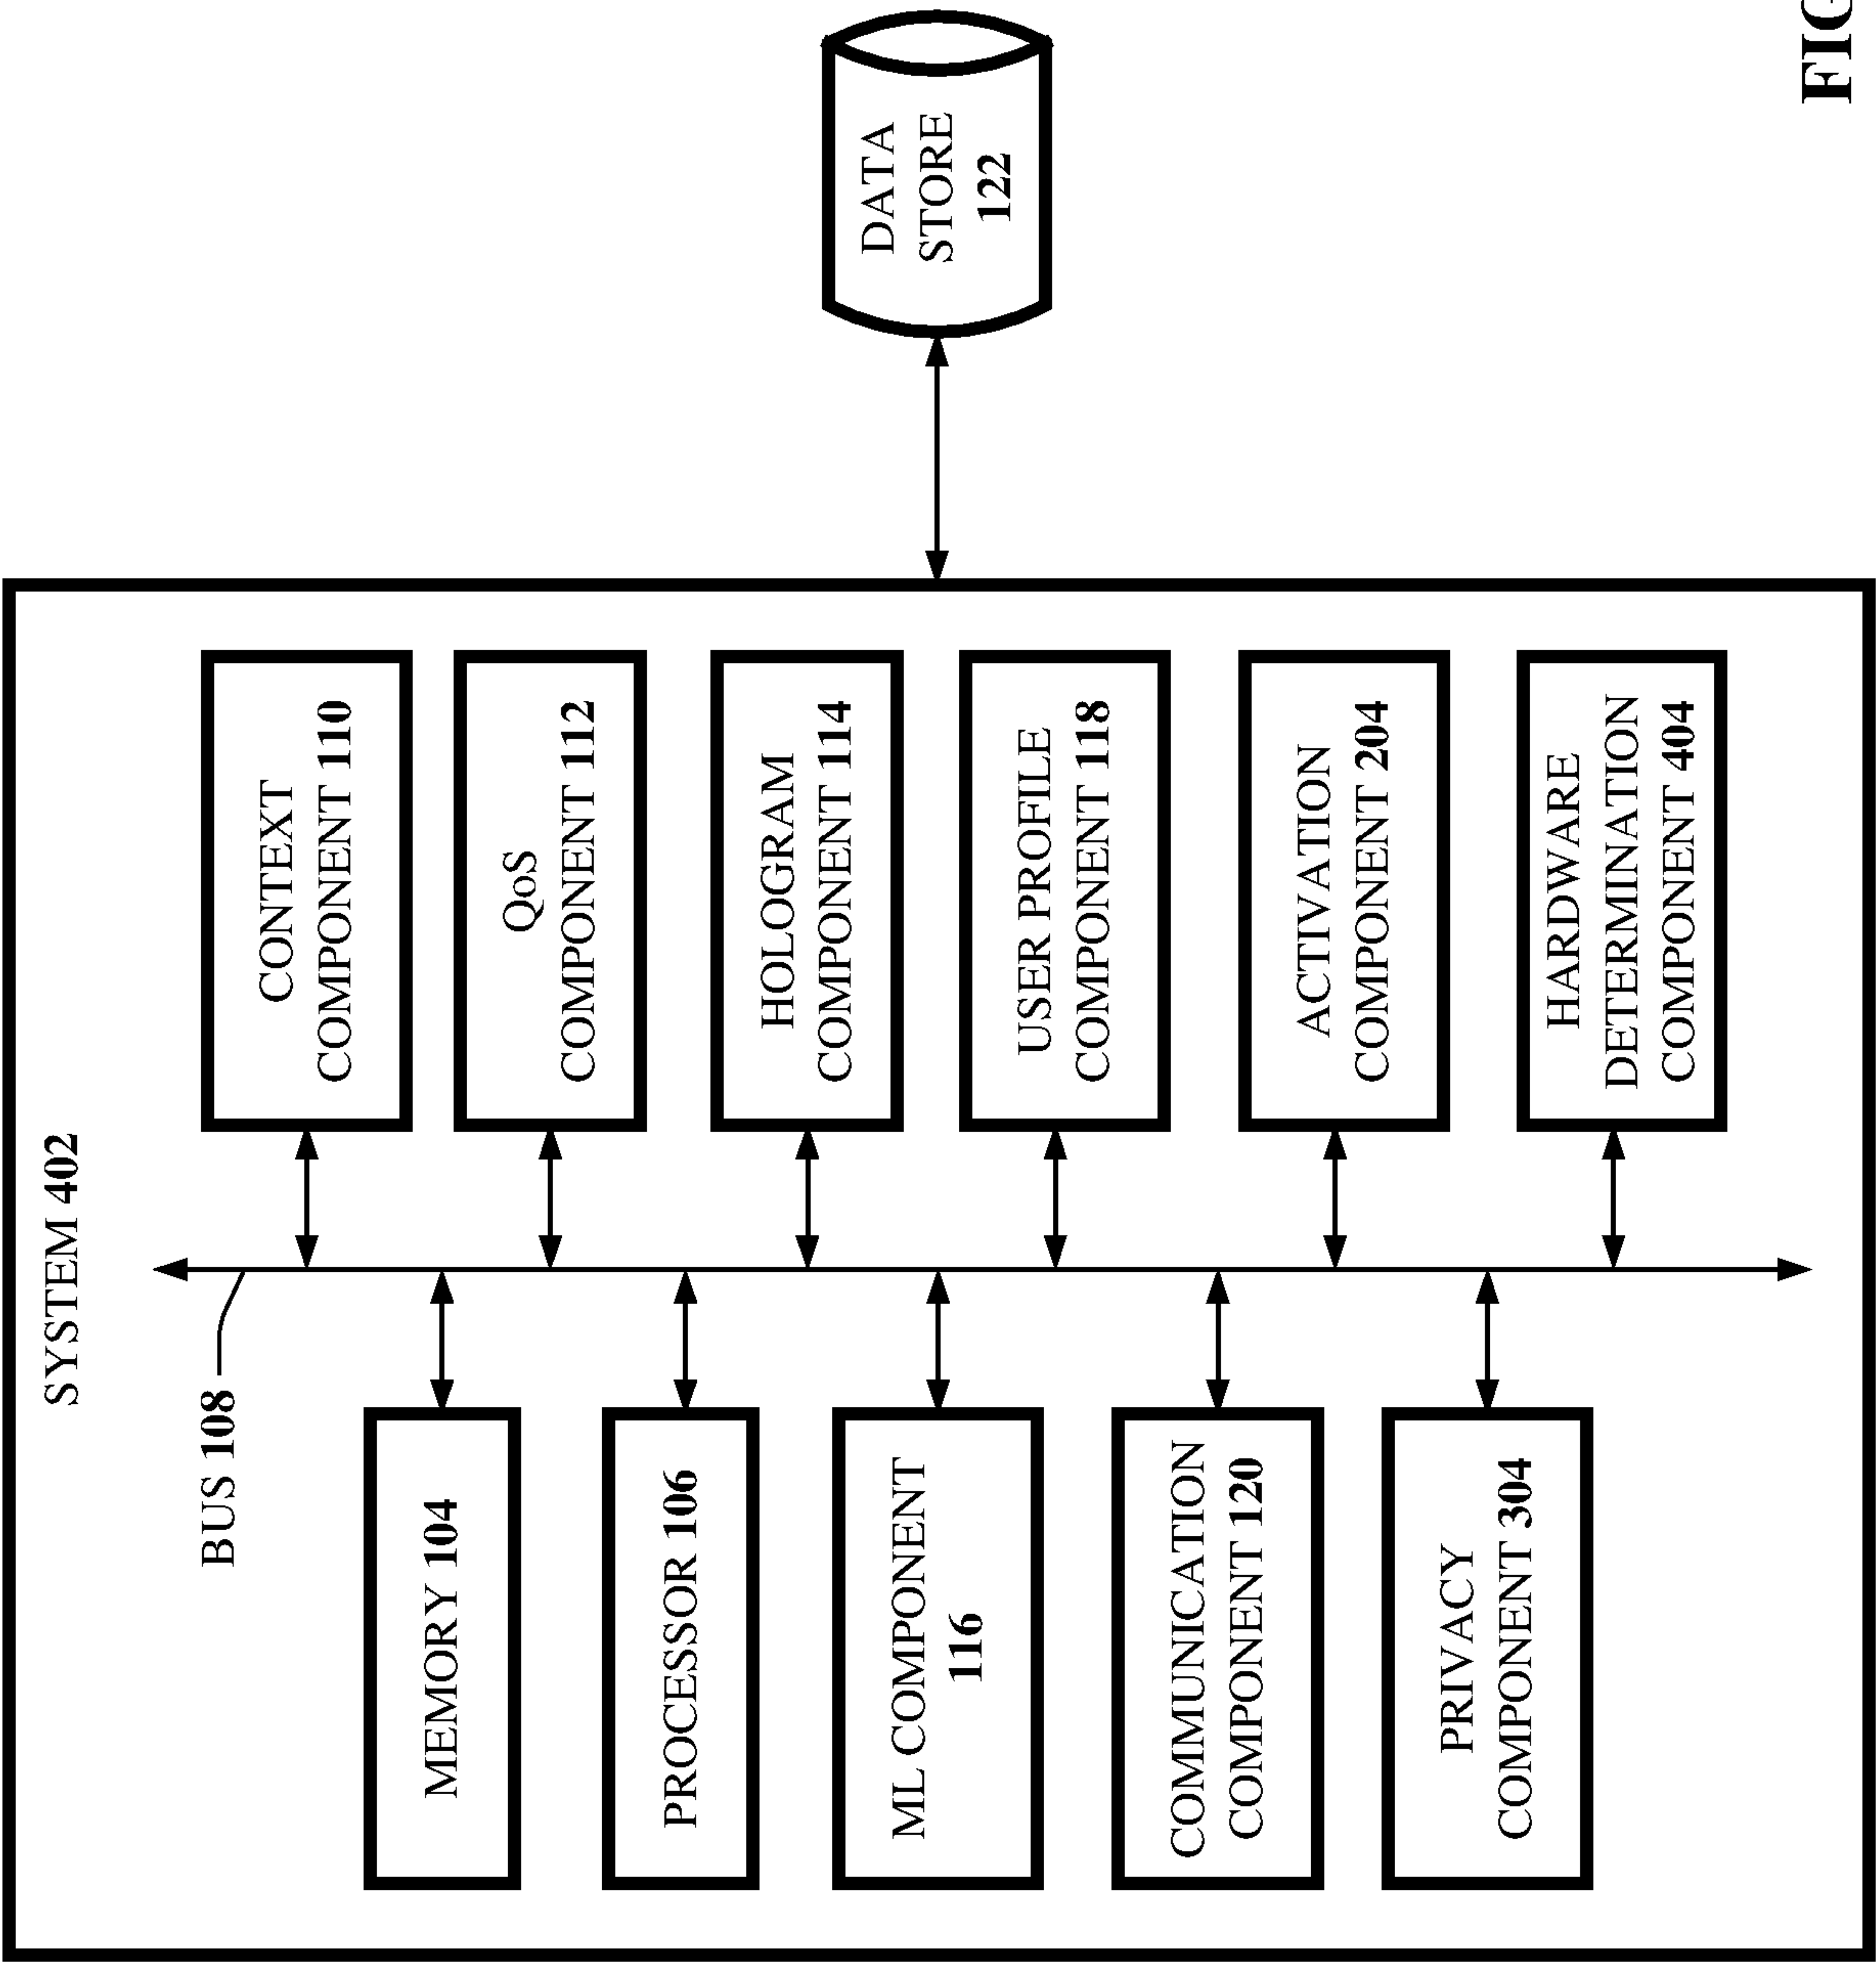 SYSTEM 402
BUS 108
MEMORY 104
PROCESSOR 106
ML COMPONENT
116
COMMUNICATION
COMPONENT 120
PRIVACY
COMPONENT 304
CONTEXT
COMPONENT 110
QoS
COMPONENT 112
HOLOGRAM
COMPONENT 114
USER PROFILE
COMPONENT 118
ACTIVATION
COMPONENT 204
HARDWARE
DETERMINATION
COMPONENT 404
DATA
STORE
122